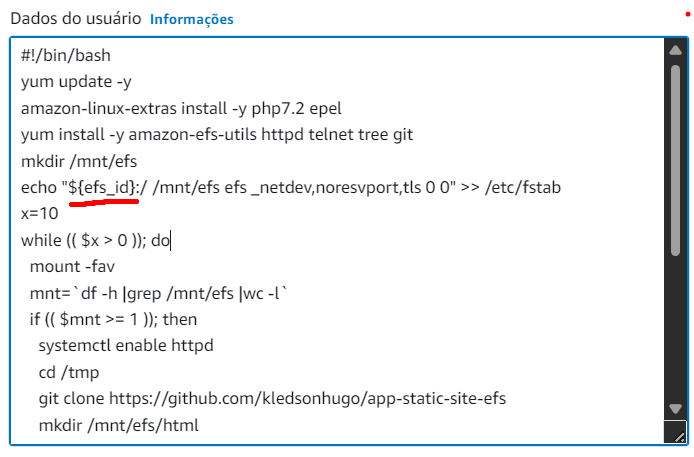 Dados do usuário Informações
#!/bin/bash
yum update -y
amazon-linux-extras install -y php7.2 epel
yum install -y amazon-efs-utils httpd telnet tree git
mkdir /mnt/efs
echo "${efs_id}:/ /mnt/efs efs _netdev,noresvport,tls 0 0" >> /etc/fstab
x=10
while (( $x > 0 )); do
  mount -fav
  mnt=`df -h |grep /mnt/efs |wc -l`
  if (( $mnt >= 1 )); then
    systemctl enable httpd
    cd /tmp
    git clone https://github.com/kledsonhugo/app-static-site-efs
    mkdir /mnt/efs/html